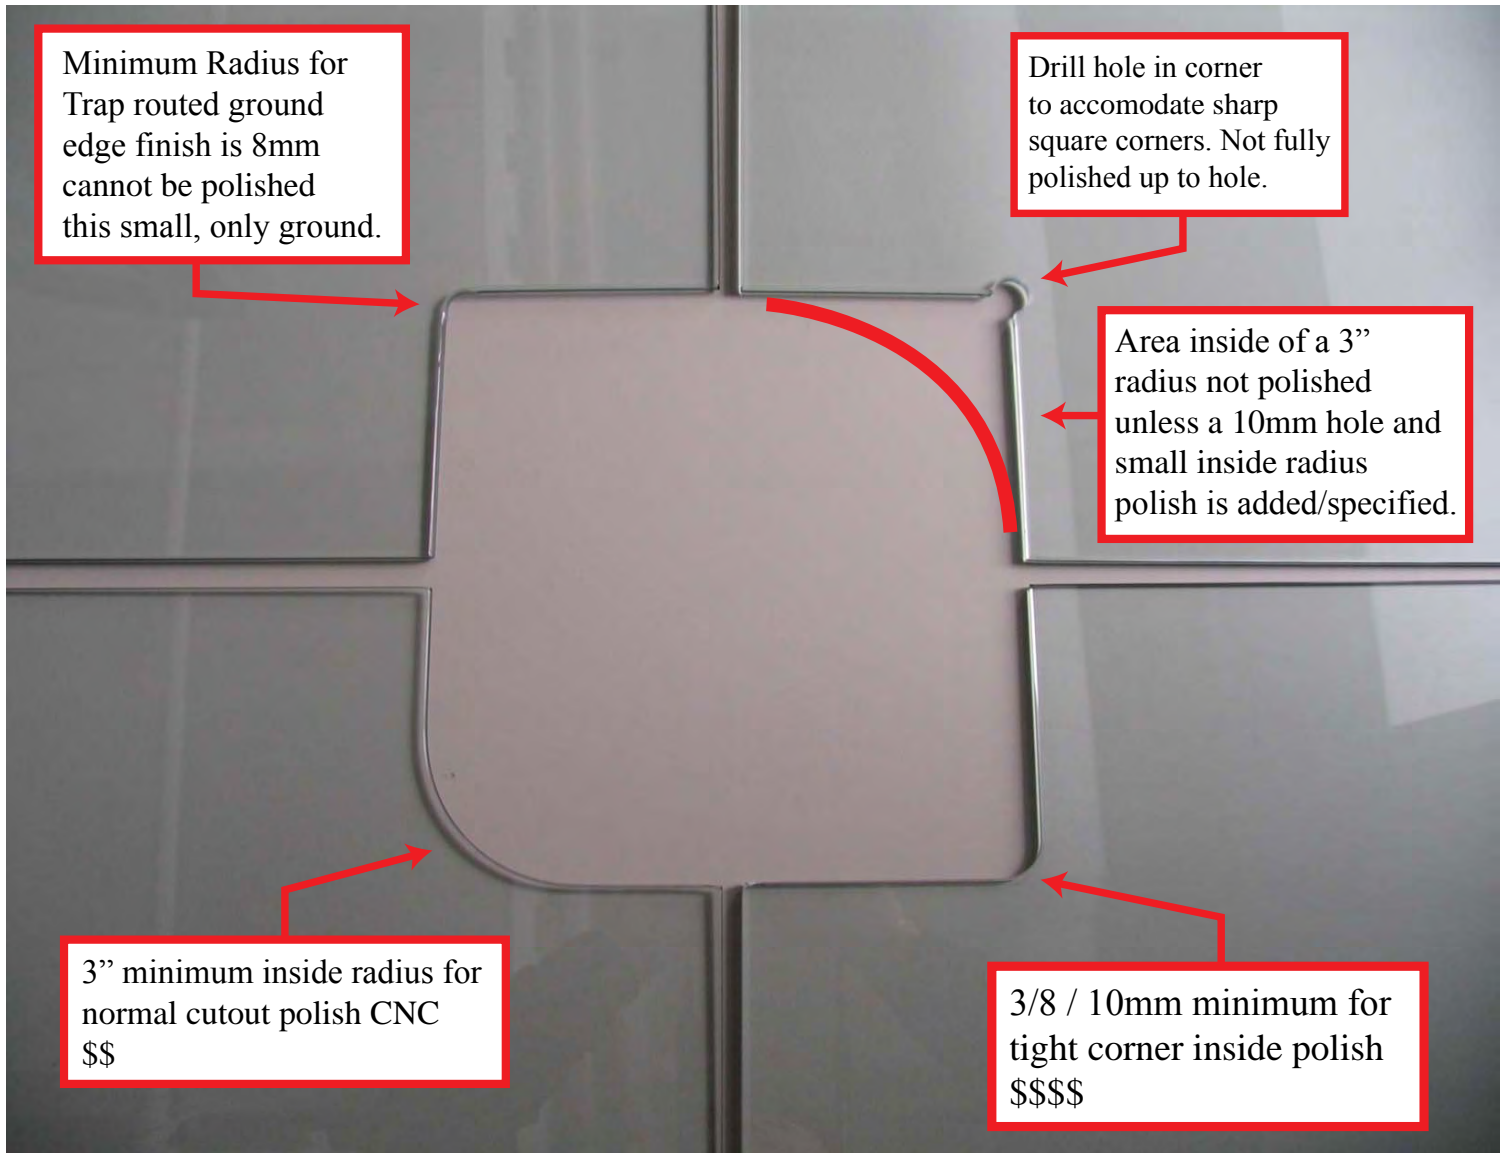 Minimum Radius for
Trap routed ground
edge finish is 8mm
cannot be polished
this small, only ground.
Drill hole in corner
to accomodate sharp
square corners. Not fully
polished up to hole.
Area inside of a 3”
radius not polished
unless a 10mm hole and
small inside radius
polish is added/specified.
3” minimum inside radius for
normal cutout polish CNC
$$
3/8 / 10mm minimum for
tight corner inside polish
$$$$